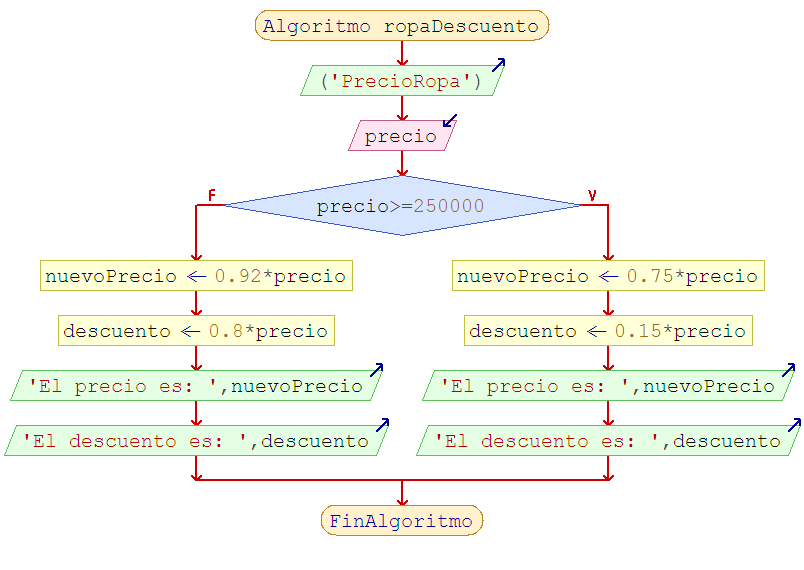 Algoritmo ropaDescuento
('PrecioRopa')
precio
F
V
precio>=250000
nuevoPrecio ← 0.92*precio
nuevoPrecio ← 0.75*precio
descuento ← 0.8*precio
descuento ← 0.15*precio
'El precio es: ',nuevoPrecio
'El precio es: ',nuevoPrecio
'El descuento es: ',descuento
'El descuento es: ',descuento
FinAlgoritmo